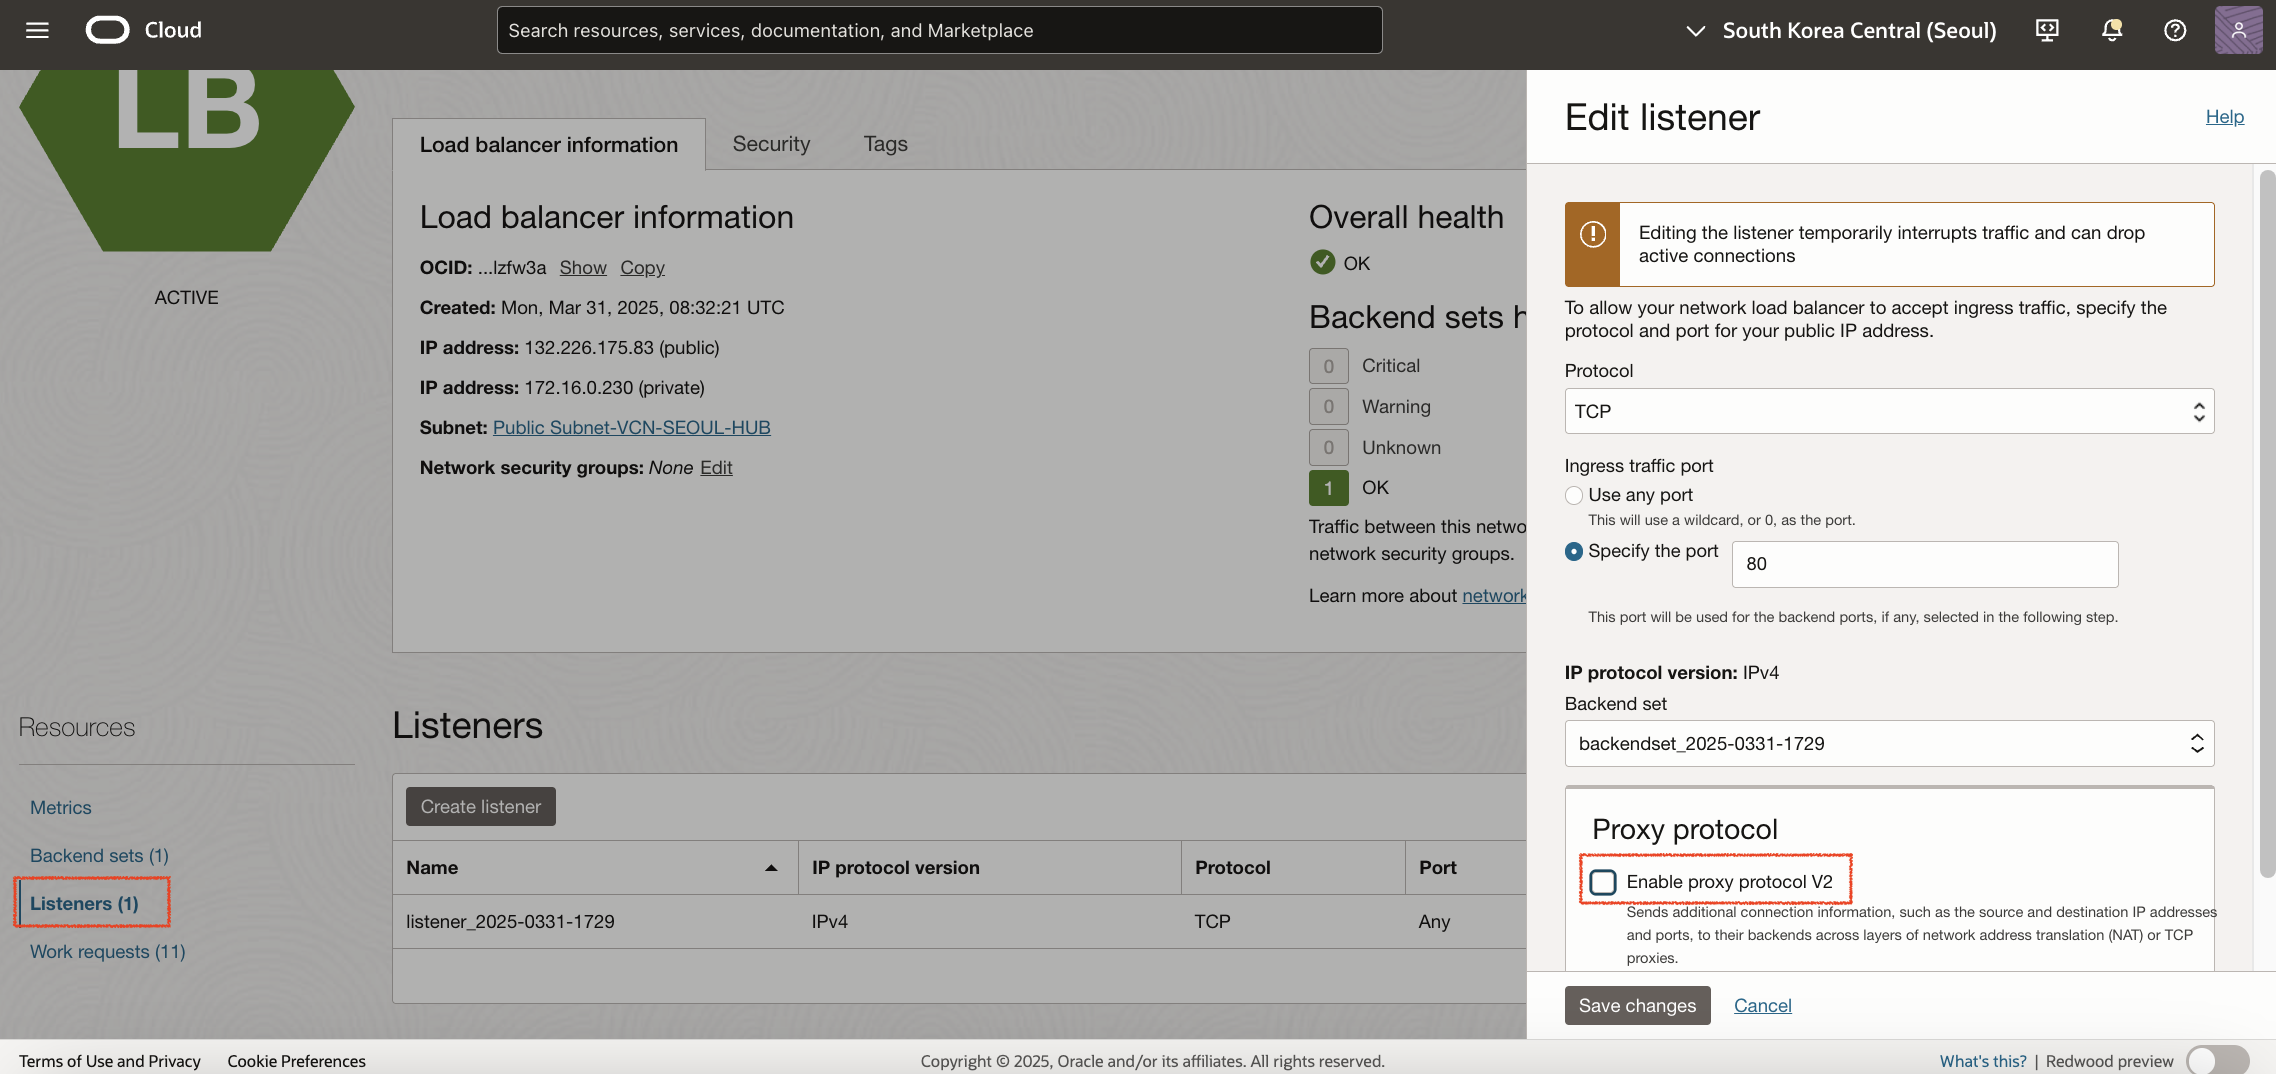 Cloud
Search resources, services, documentation, and Marketplace
South Korea Central (Seoul)
LB
ACTIVE
Load balancer information
Security
Tags
Load balancer information
OCID: ...lzfw3a Show Copy
Created: Mon, Mar 31, 2025, 08:32:21 UTC
IP address: 132.226.175.83 (public)
IP address: 172.16.0.230 (private)
Subnet: Public Subnet-VCN-SEOUL-HUB
Network security groups: None Edit
Overall health
OK
Backend sets h
0 Critical
0 Warning
0 Unknown
1 OK
Traffic between this netwo
network security groups.
Learn more about network
Resources
Metrics
Backend sets (1)
Listeners (1)
Work requests (11)
Listeners
Create listener
Name IP protocol version Protocol Port
listener_2025-0331-1729 IPv4 TCP Any
Edit listener
Help
Editing the listener temporarily interrupts traffic and can drop
active connections
To allow your network load balancer to accept ingress traffic, specify the
protocol and port for your public IP address.
Protocol
TCP
Ingress traffic port
Use any port
This will use a wildcard, or 0, as the port.
Specify the port
80
This port will be used for the backend ports, if any, selected in the following step.
IP protocol version: IPv4
Backend set
backendset_2025-0331-1729
Proxy protocol
Enable proxy protocol V2
Sends additional connection information, such as the source and destination IP addresses
and ports, to their backends across layers of network address translation (NAT) or TCP
proxies.
Save changes
Cancel
Terms of Use and Privacy
Cookie Preferences
Copyright © 2025, Oracle and/or its affiliates. All rights reserved.
What's this? | Redwood preview